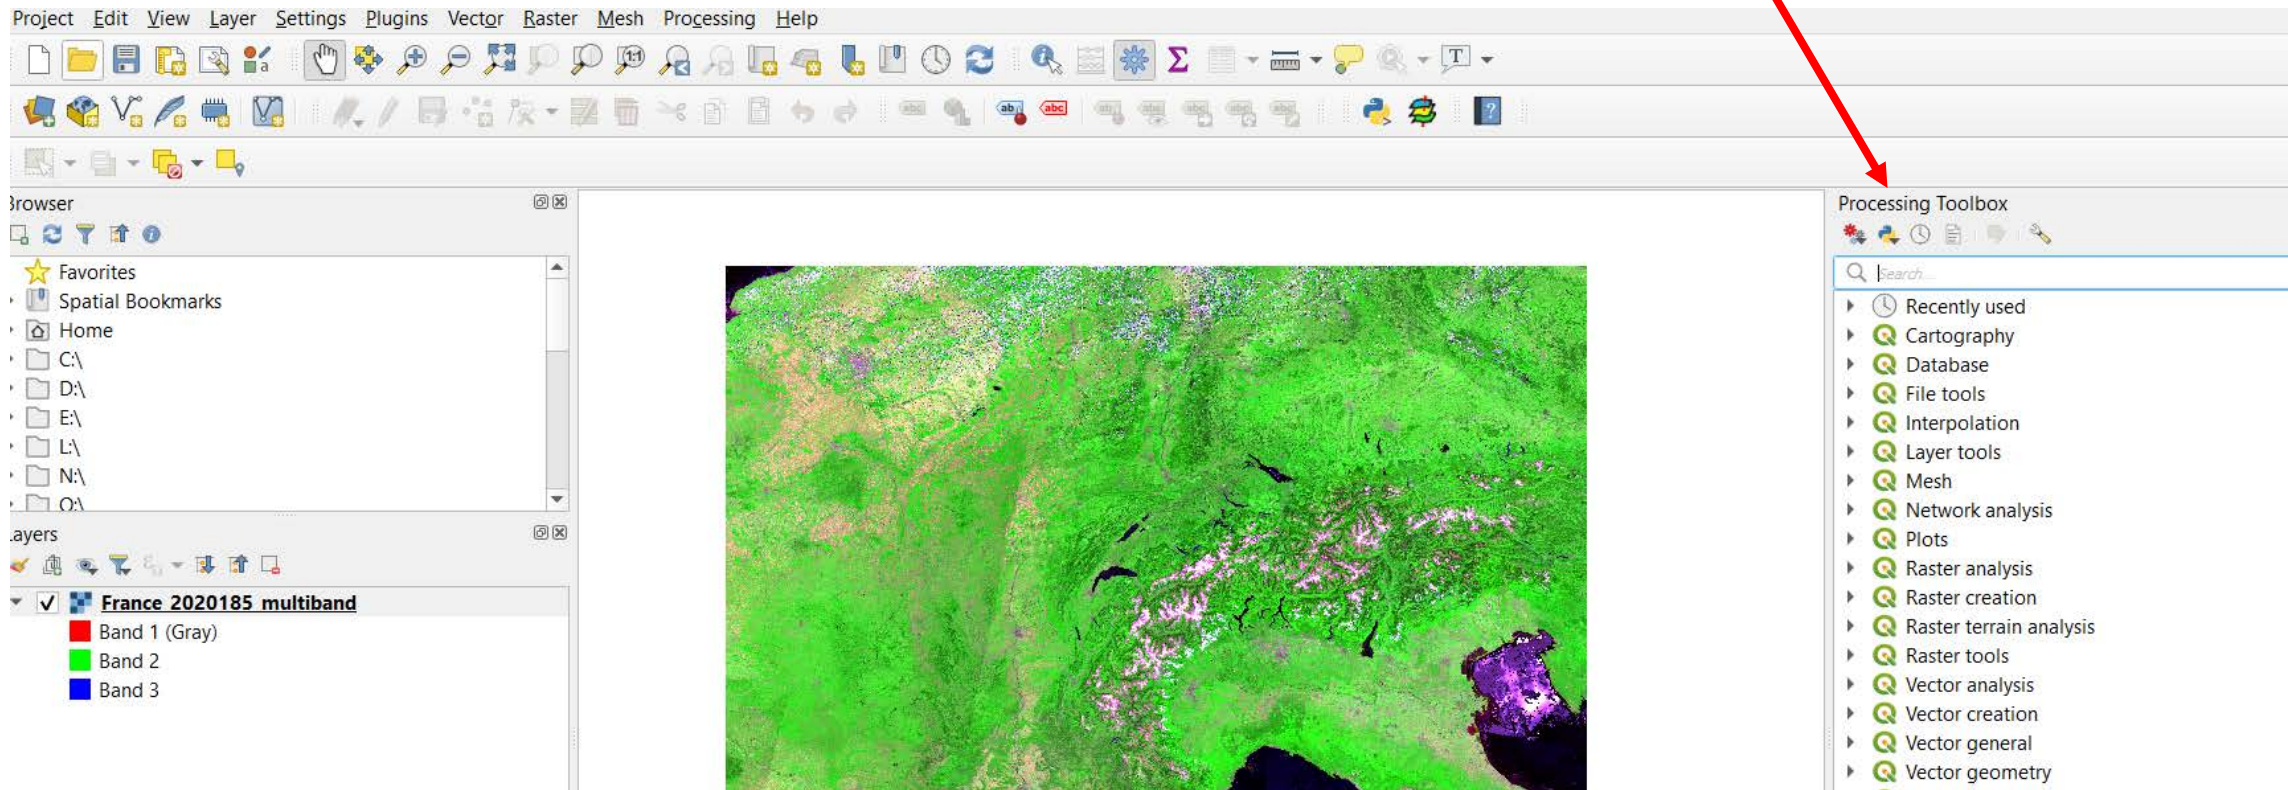 Project Edit View Layer Settings Plugins Vector Raster Mesh Processing Help
Browser
Favorites
Spatial Bookmarks
Home
C:\
D:\
E:\
L:\
N:\
O:\
Layers
France_2020185_multiband
Band 1 (Gray)
Band 2
Band 3
Processing Toolbox
Search...
Recently used
Cartography
Database
File tools
Interpolation
Layer tools
Mesh
Network analysis
Plots
Raster analysis
Raster creation
Raster terrain analysis
Raster tools
Vector analysis
Vector creation
Vector general
Vector geometry